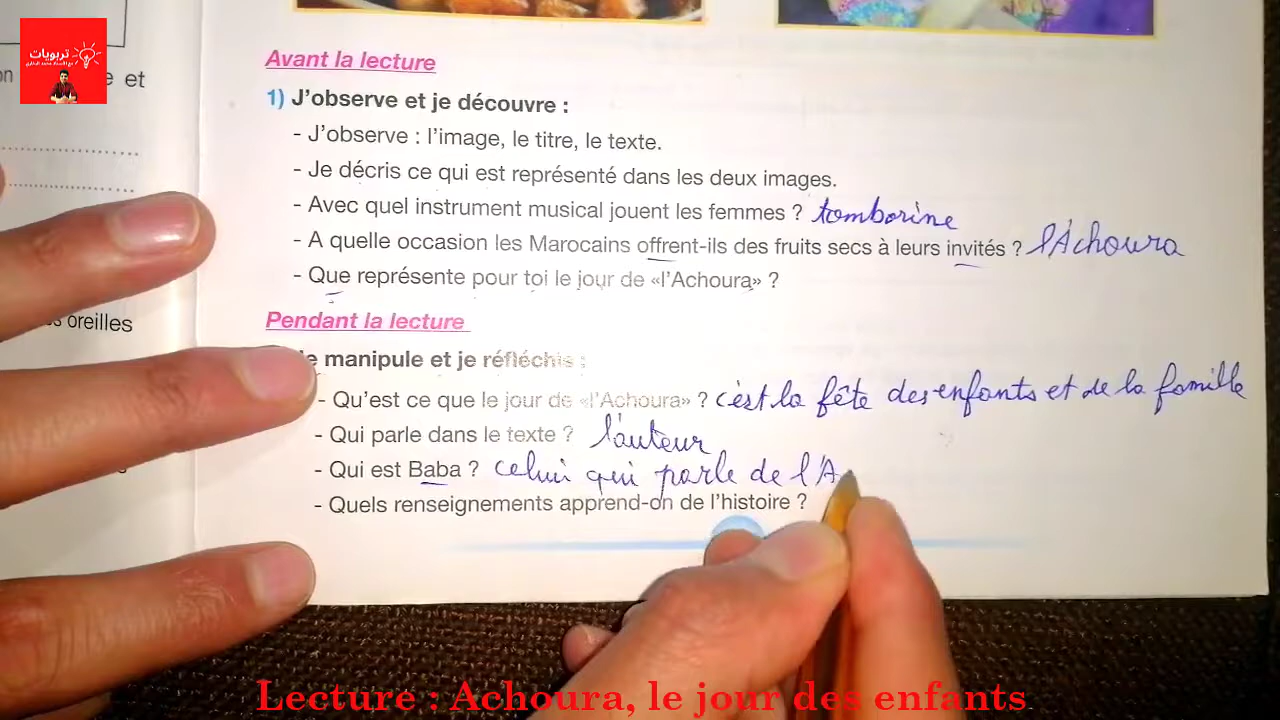 تربويات
et
Avant la lecture
1) J'observe et je découvre :
- J'observe : l'image, le titre, le texte.
- Je décris ce qui est représenté dans les deux images.
- Avec quel instrument musical jouent les femmes ? tomborine
- A quelle occasion les Marocains offrent-ils des fruits secs à leurs invités ? l'Achoura
- Que représente pour toi le jour de «l'Achoura» ?
oreilles
Pendant la lecture
manipule et je réfléchis :
- Qu'est ce que le jour de «l'Achoura» ? c'est la fête des enfants et de la famille
- Qui parle dans le texte ? l'auteur
- Qui est Baba ? celui qui parle de l'A
- Quels renseignements apprend-on de l'histoire ?
Lecture : Achoura, le jour des enfants